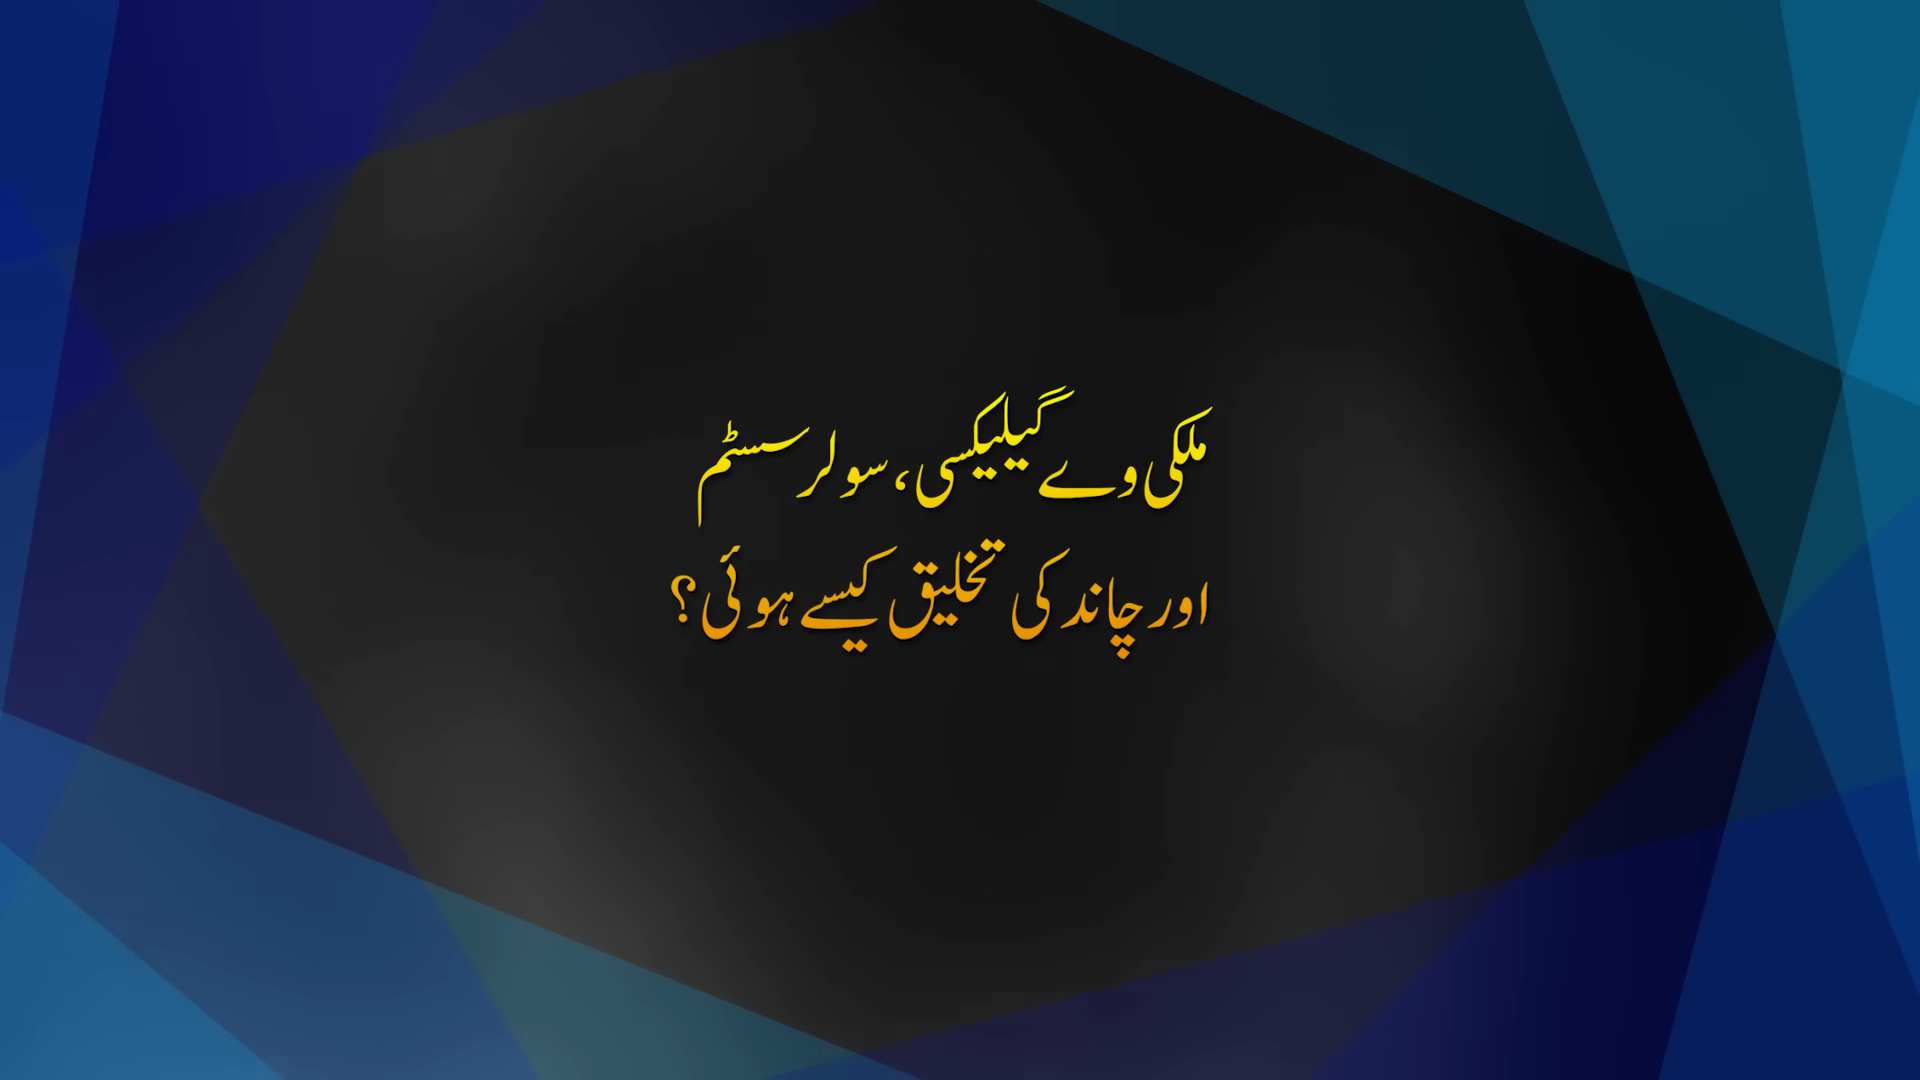 ملکی وے گیلیکسی، سولر سسٹم
اور چاند کی تخلیق کیسے ہوئی؟